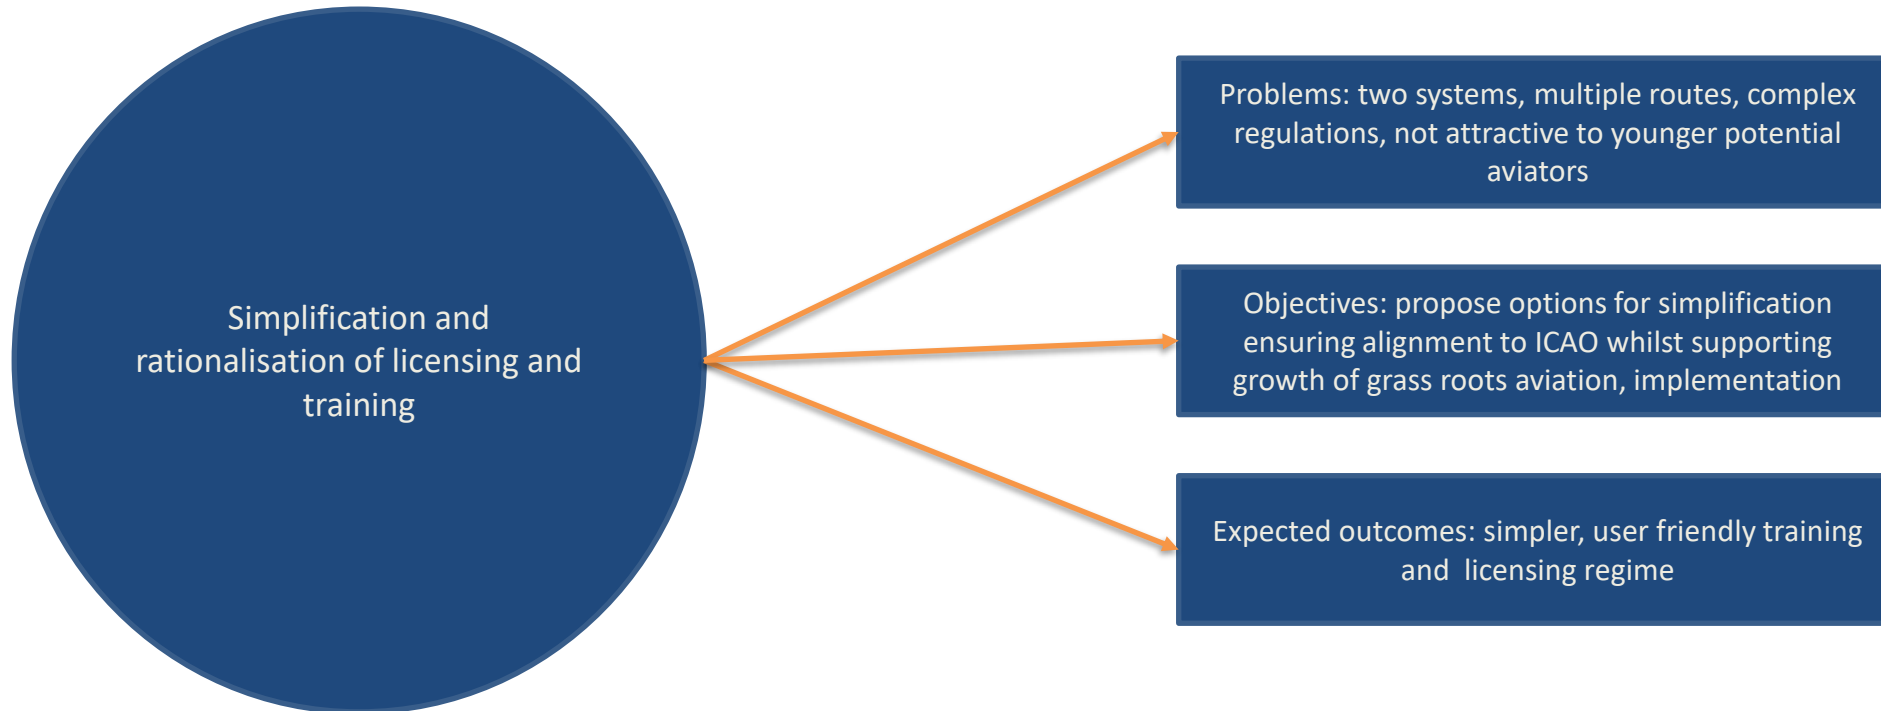 Simplification and
rationalisation of licensing and
training
Problems: two systems, multiple routes, complex
regulations, not attractive to younger potential
aviators
Objectives: propose options for simplification
ensuring alignment to ICAO whilst supporting
growth of grass roots aviation, implementation
Expected outcomes: simpler, user friendly training
and  licensing regime